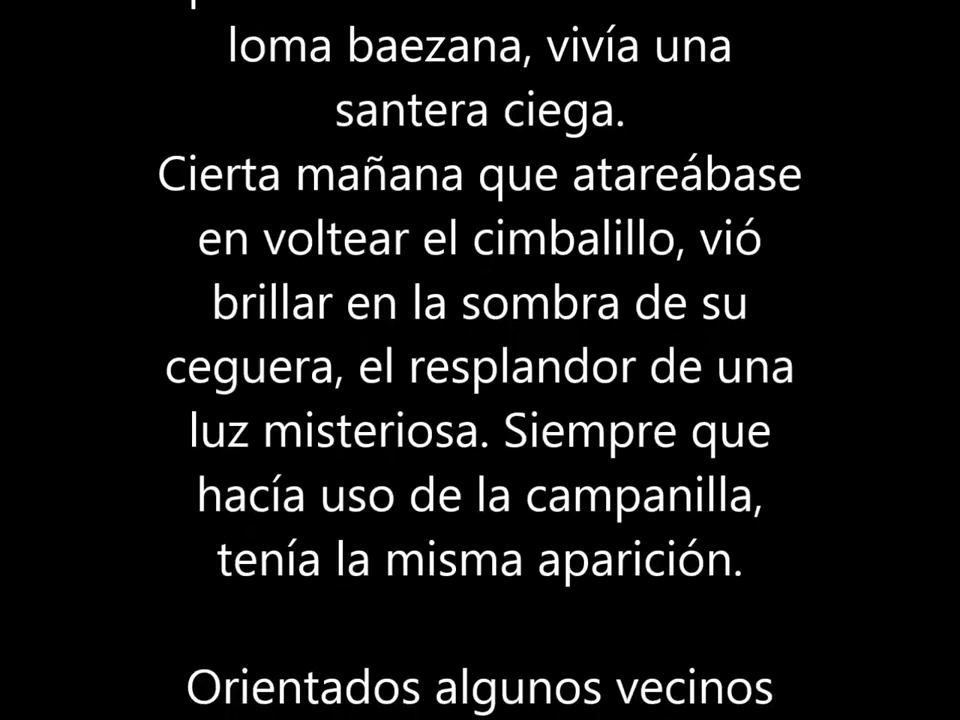 loma baezana, vivía una
santera ciega.
Cierta mañana que atareábase
en voltear el cimbalillo, vió
brillar en la sombra de su
ceguera, el resplandor de una
luz misteriosa. Siempre que
hacía uso de la campanilla,
tenía la misma aparición.
Orientados algunos vecinos